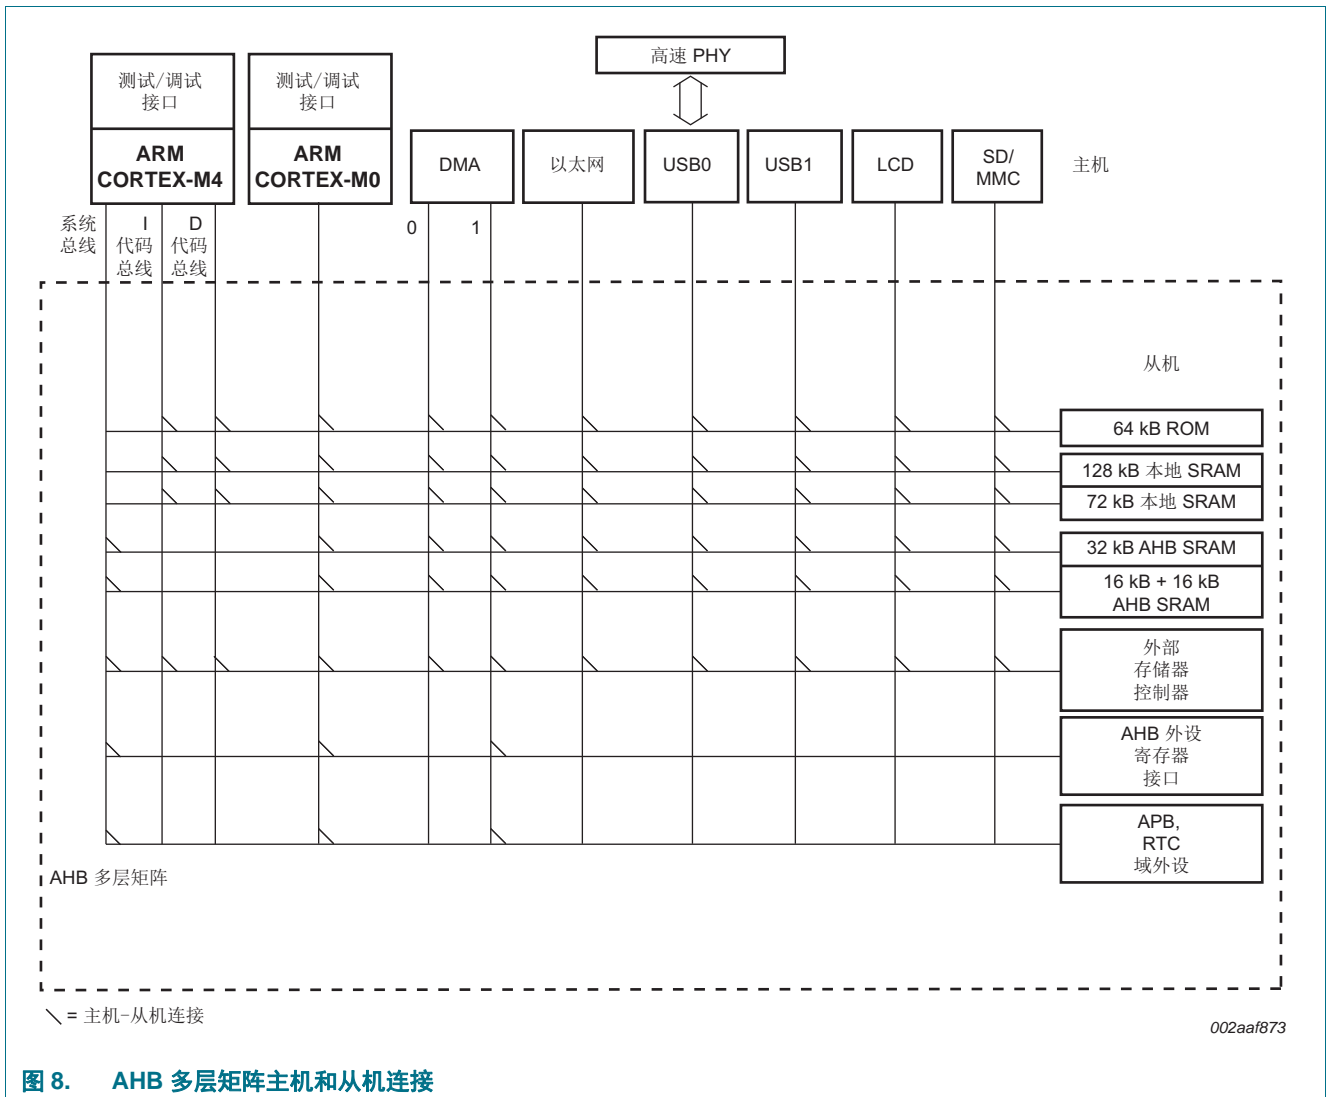 高速 PHY
测试/调试
接口
测试/调试
接口
ARM
CORTEX-M4
ARM
CORTEX-M0
DMA
以太网
USB0
USB1
LCD
SD/
MMC
主机
系统
总线
I
代码
总线
D
代码
总线
0
1
从机
64 kB ROM
128 kB 本地 SRAM
72 kB 本地 SRAM
32 kB AHB SRAM
16 kB + 16 kB
AHB SRAM
外部
存储器
控制器
AHB 外设
寄存器
接口
APB,
RTC
域外设
AHB 多层矩阵
= 主机-从机连接
002aaf873
图 8. AHB 多层矩阵主机和从机连接